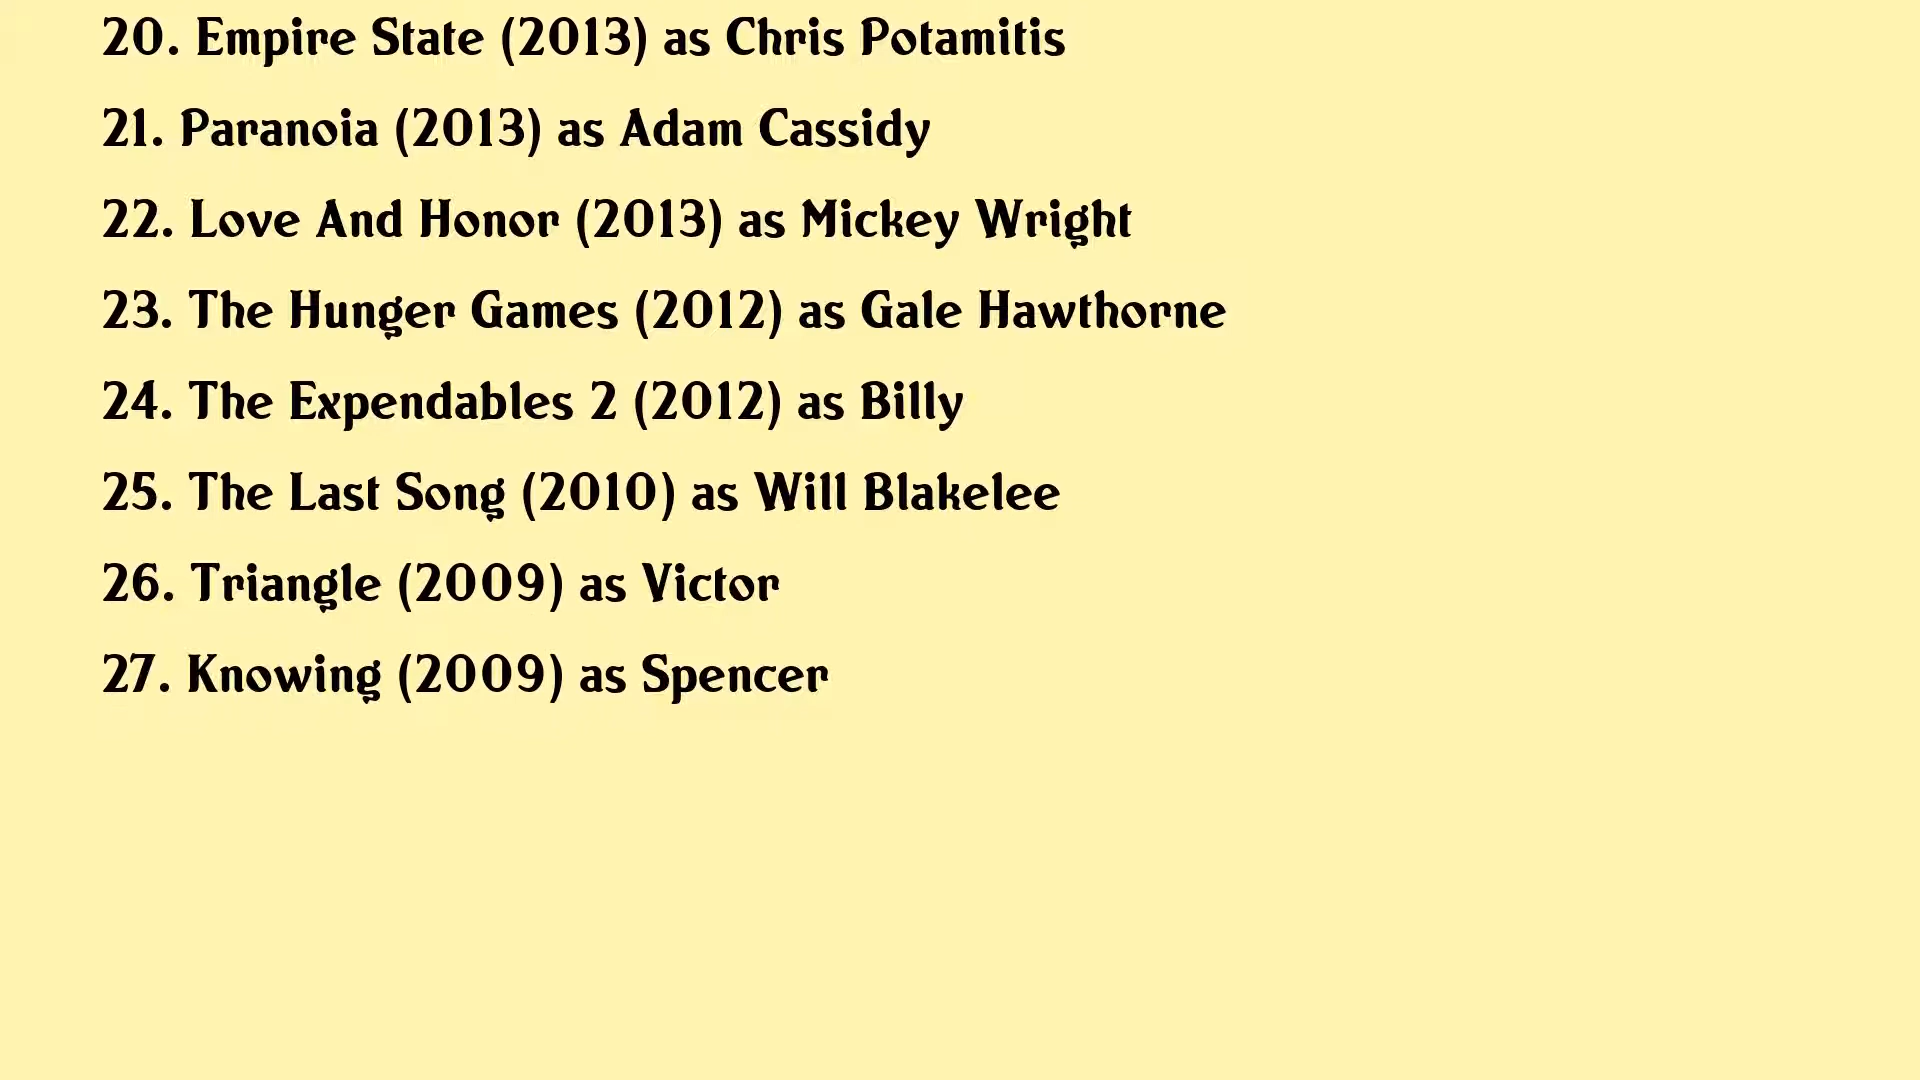 20. Empire State (2013) as Chris Potamitis
21. Paranoia (2013) as Adam Cassidy
22. Love And Honor (2013) as Mickey Wright
23. The Hunger Games (2012) as Gale Hawthorne
24. The Expendables 2 (2012) as Billy
25. The Last Song (2010) as Will Blakelee
26. Triangle (2009) as Victor
27. Knowing (2009) as Spencer